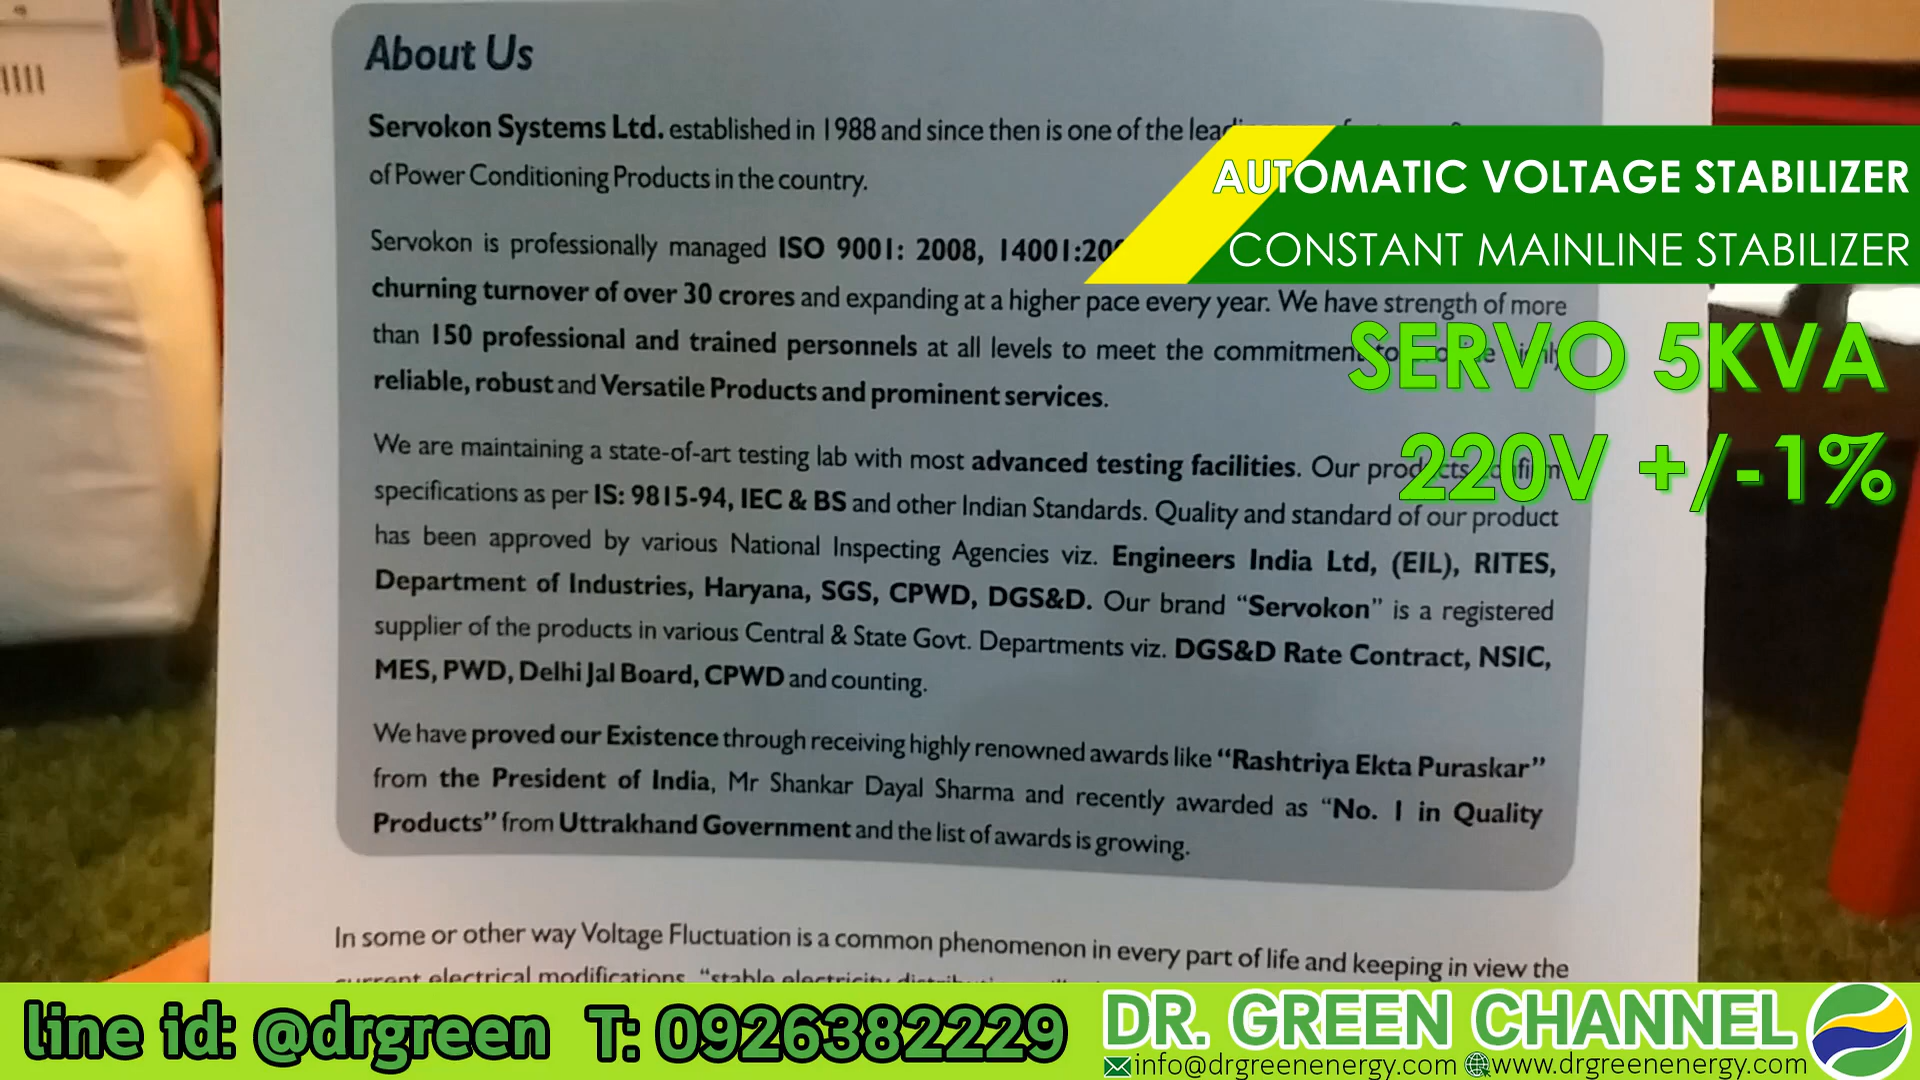 About Us
Servokon Systems Ltd. established in 1988 and since then is one of the
of Power Conditioning Products in the country.
Servokon is professionally managed ISO 9001: 2008,
churning turnover of over 30 crores and expanding at a higher pace every year. We have strength of more
than 150 professional and trained personnels at all levels to meet the commitment
reliable, robust and Versatile Products and prominent services.
We are maintaining a state-of-art testing lab with most advanced testing facilities. Our
specifications as per IS: 9815-94, IEC & BS and other Indian Standards. Quality and standard of our product
has been approved by various National Inspecting Agencies viz. Engineers India Ltd, (EIL), RITES,
Department of Industries, Haryana, SGS, CPWD, DGS&D. Our brand “Servokon” is a registered
supplier of the products in various Central & State Govt. Departments viz. DGS&D Rate Contract, NSIC,
MES, PWD, Delhi Jal Board, CPWD and counting.
We have proved our Existence through receiving highly renowned awards like “Rashtriya Ekta Puraskar”
from the President of India, Mr Shankar Dayal Sharma and recently awarded as “No. 1 in Quality
Products” from Uttrakhand Government and the list of awards is growing.
In some or other way Voltage Fluctuation is a common phenomenon in every part of life and keeping in view the
current electrical modifications, “stable electricity
AUTOMATIC VOLTAGE STABILIZER
CONSTANT MAINLINE STABILIZER
SERVO 5KVA
220V +/-1%
line id: @drgreen T: 0926382229
DR. GREEN CHANNEL
info@drgreenenergy.com www.drgreenenergy.com